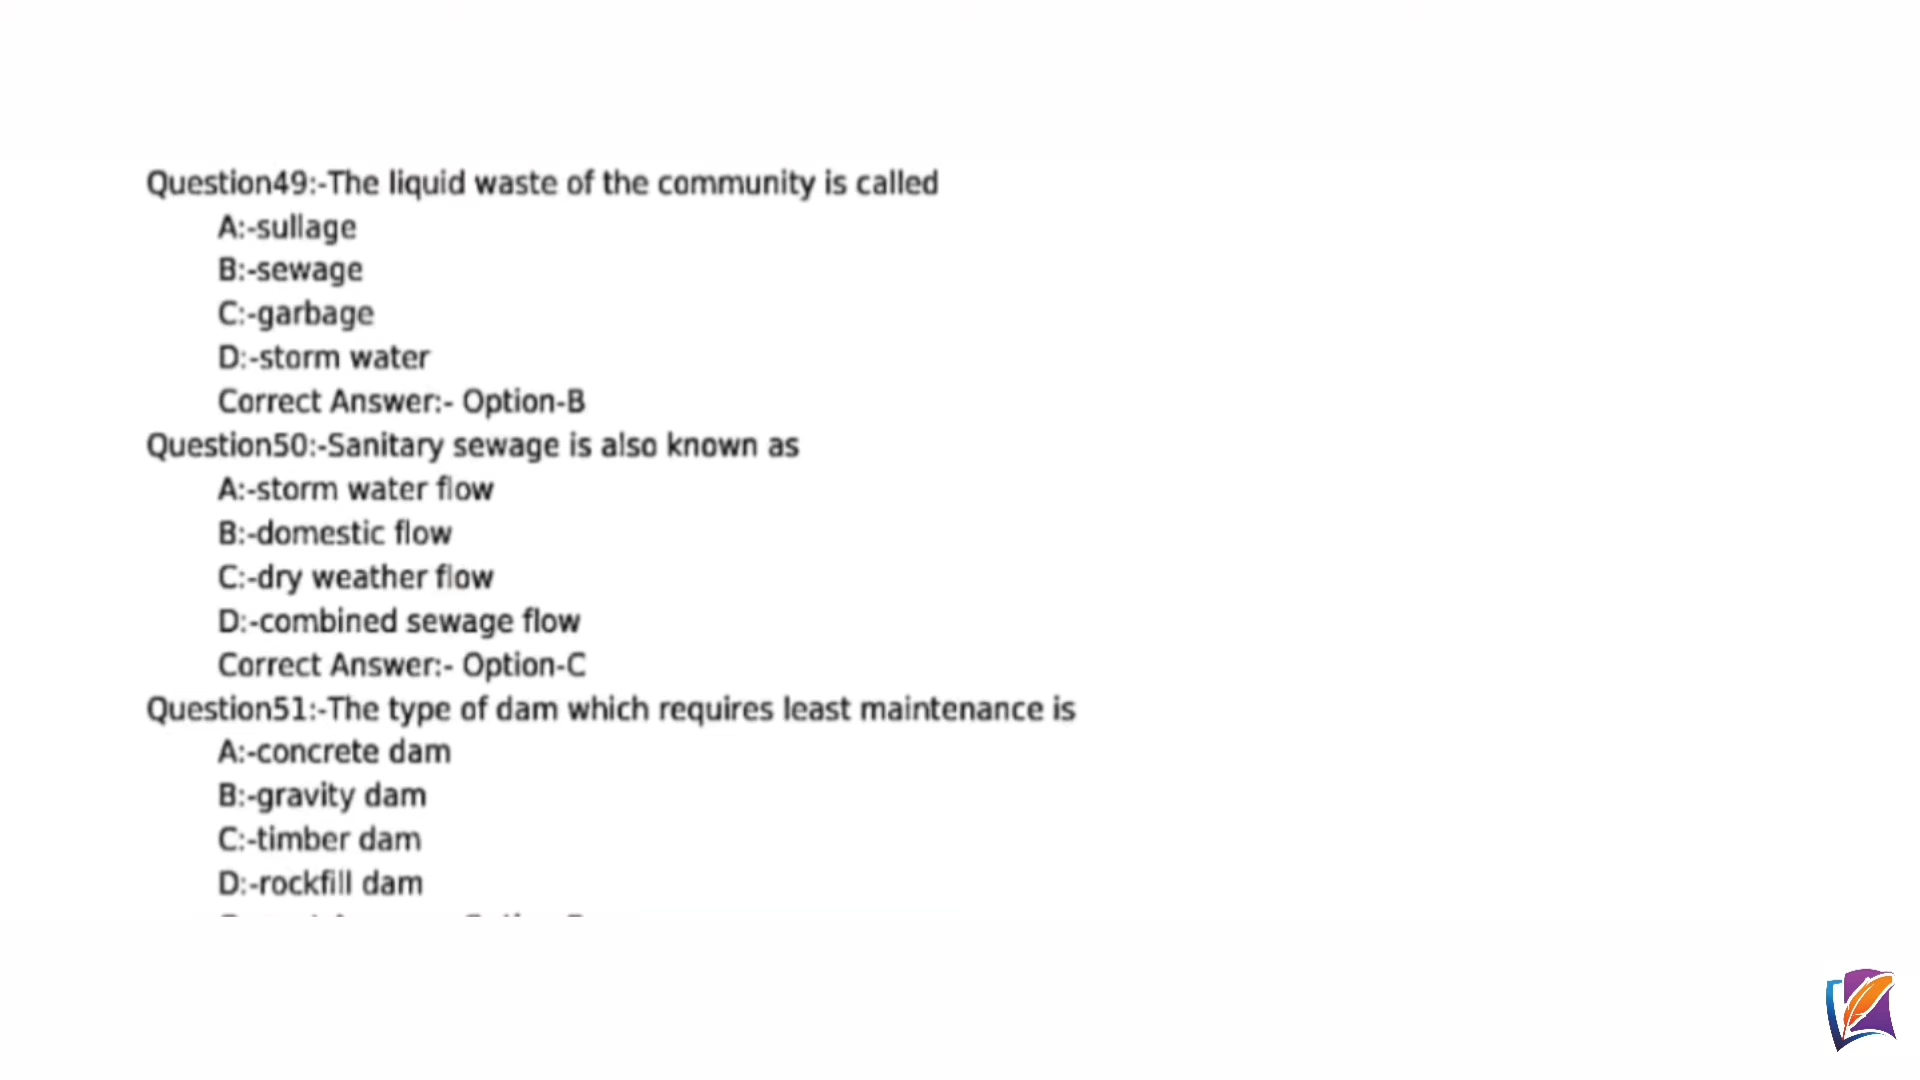 Question49:-The liquid waste of the community is called
A:-sullage
B:-sewage
C:-garbage
D:-storm water
Correct Answer:- Option-B
Question50:-Sanitary sewage is also known as
A:-storm water flow
B:-domestic flow
C:-dry weather flow
D:-combined sewage flow
Correct Answer:- Option-C
Question51:-The type of dam which requires least maintenance is
A:-concrete dam
B:-gravity dam
C:-timber dam
D:-rockfill dam